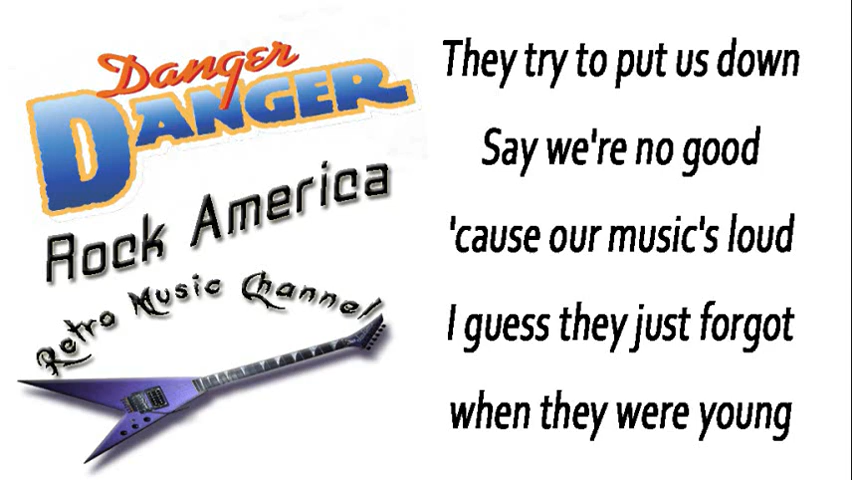 Danger
DANGER
Rock America
Retro Music Channel
They try to put us down
Say we're no good
'cause our music's loud
I guess they just forgot
when they were young